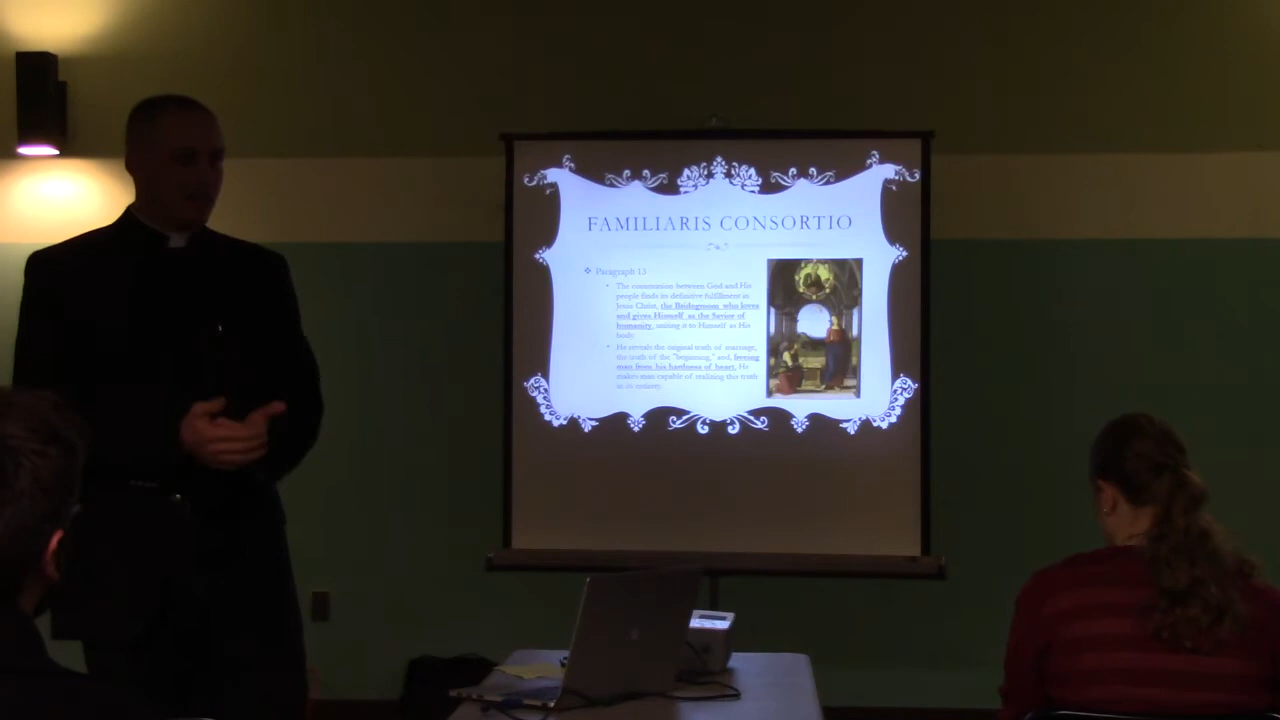 FAMILIARIS CONSORTIO
Paragraph 13
The communion between God and His
people finds its definitive fulfillment in
Jesus Christ, the Bridegroom who loves
and gives Himself as the Savior of
humanity, uniting it to Himself as His
body.
He reveals the original truth of marriage,
the truth of the "beginning," and, freeing
man from his hardness of heart, He
makes man capable of realizing this truth
in its entirety.